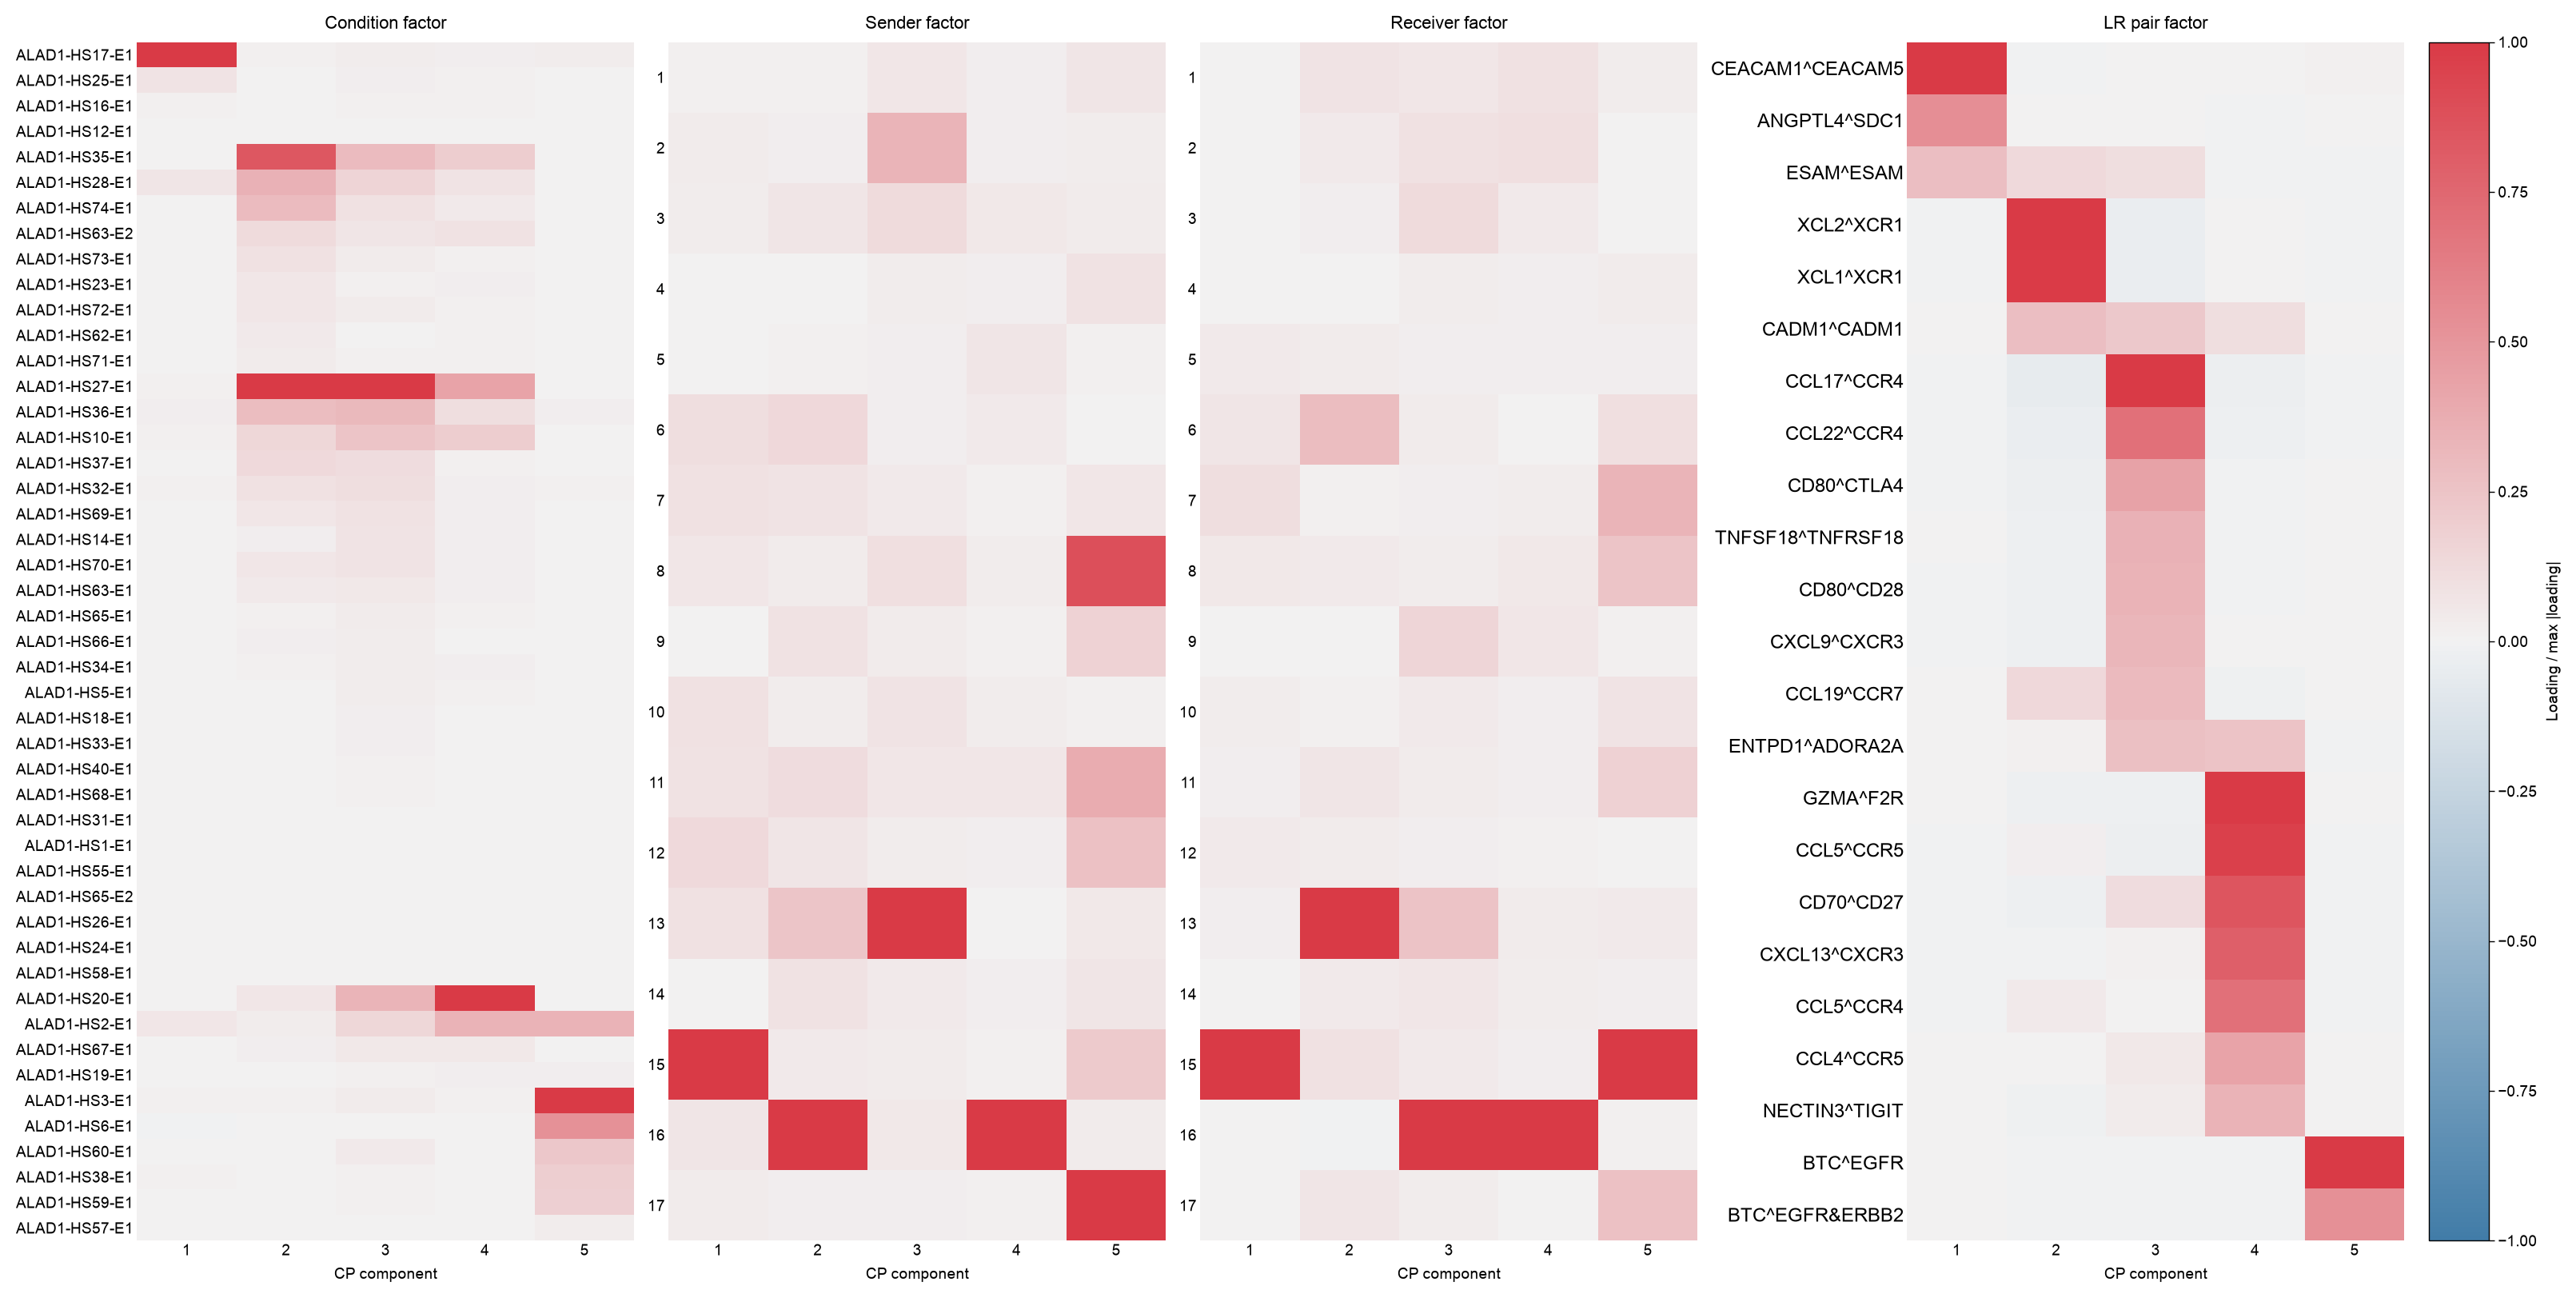 Condition factor
Sender factor
Receiver factor
LR pair factor
ALAD1-HS17-E1
ALAD1-HS25-E1
ALAD1-HS16-E1
ALAD1-HS12-E1
ALAD1-HS35-E1
ALAD1-HS28-E1
ALAD1-HS74-E1
ALAD1-HS63-E2
ALAD1-HS73-E1
ALAD1-HS23-E1
ALAD1-HS72-E1
ALAD1-HS62-E1
ALAD1-HS71-E1
ALAD1-HS27-E1
ALAD1-HS36-E1
ALAD1-HS10-E1
ALAD1-HS37-E1
ALAD1-HS32-E1
ALAD1-HS69-E1
ALAD1-HS14-E1
ALAD1-HS70-E1
ALAD1-HS63-E1
ALAD1-HS65-E1
ALAD1-HS66-E1
ALAD1-HS34-E1
ALAD1-HS5-E1
ALAD1-HS18-E1
ALAD1-HS33-E1
ALAD1-HS40-E1
ALAD1-HS68-E1
ALAD1-HS31-E1
ALAD1-HS1-E1
ALAD1-HS55-E1
ALAD1-HS65-E2
ALAD1-HS26-E1
ALAD1-HS24-E1
ALAD1-HS58-E1
ALAD1-HS20-E1
ALAD1-HS2-E1
ALAD1-HS67-E1
ALAD1-HS19-E1
ALAD1-HS3-E1
ALAD1-HS6-E1
ALAD1-HS60-E1
ALAD1-HS38-E1
ALAD1-HS59-E1
ALAD1-HS57-E1
1 2 3 4 5
CP component
1
2
3
4
5
6
7
8
9
10
11
12
13
14
15
16
17
1 2 3 4 5
CP component
1
2
3
4
5
6
7
8
9
10
11
12
13
14
15
16
17
1 2 3 4 5
CP component
CEACAM1^CEACAM5
ANGPTL4^SDC1
ESAM^ESAM
XCL2^XCR1
XCL1^XCR1
CADM1^CADM1
CCL17^CCR4
CCL22^CCR4
CD80^CTLA4
TNFSF18^TNFRSF18
CD80^CD28
CXCL9^CXCR3
CCL19^CCR7
ENTPD1^ADORA2A
GZMA^F2R
CCL5^CCR5
CD70^CD27
CXCL13^CXCR3
CCL5^CCR4
CCL4^CCR5
NECTIN3^TIGIT
BTC^EGFR
BTC^EGFR&ERBB2
1 2 3 4 5
CP component
1.00
0.75
0.50
0.25
0.00
−0.25
−0.50
−0.75
−1.00
Loading / max |loading|